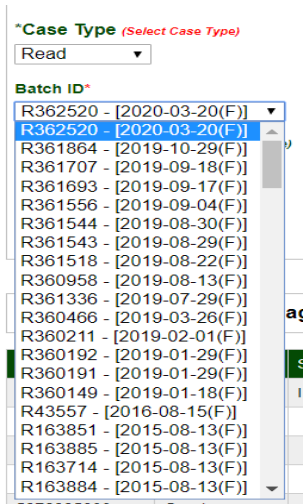 *Case Type (Select Case Type)
Read
Batch ID*
R362520 - [2020-03-20(F)]
R362520 - [2020-03-20(F)]
R361864 - [2019-10-29(F)]
R361707 - [2019-09-18(F)]
R361693 - [2019-09-17(F)]
R361556 - [2019-09-04(F)]
R361544 - [2019-08-30(F)]
R361543 - [2019-08-29(F)]
R361518 - [2019-08-22(F)]
R360958 - [2019-08-13(F)]
R361336 - [2019-07-29(F)]
R360466 - [2019-03-26(F)]
R360211 - [2019-02-01(F)]
R360192 - [2019-01-29(F)]
R360191 - [2019-01-29(F)]
R360149 - [2019-01-18(F)]
R43557 - [2016-08-15(F)]
R163851 - [2015-08-13(F)]
R163885 - [2015-08-13(F)]
R163714 - [2015-08-13(F)]
R163884 - [2015-08-13(F)]